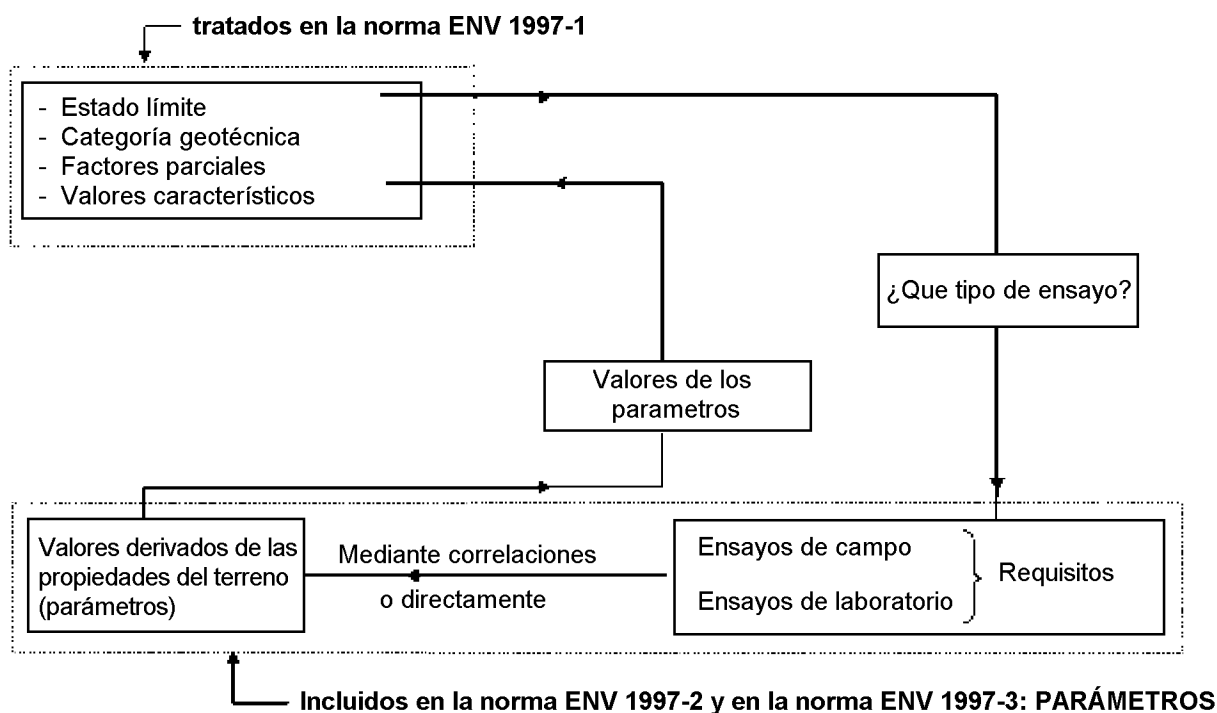 tratados en la norma ENV 1997-1
- Estado límite
- Categoría geotécnica
- Factores parciales
- Valores característicos
¿Que tipo de ensayo?
Valores de los
parametros
Valores derivados de las
propiedades del terreno
(parámetros)
Mediante correlaciones
o directamente
Ensayos de campo
Ensayos de laboratorio
Requisitos
Incluidos en la norma ENV 1997-2 y en la norma ENV 1997-3: PARÁMETROS